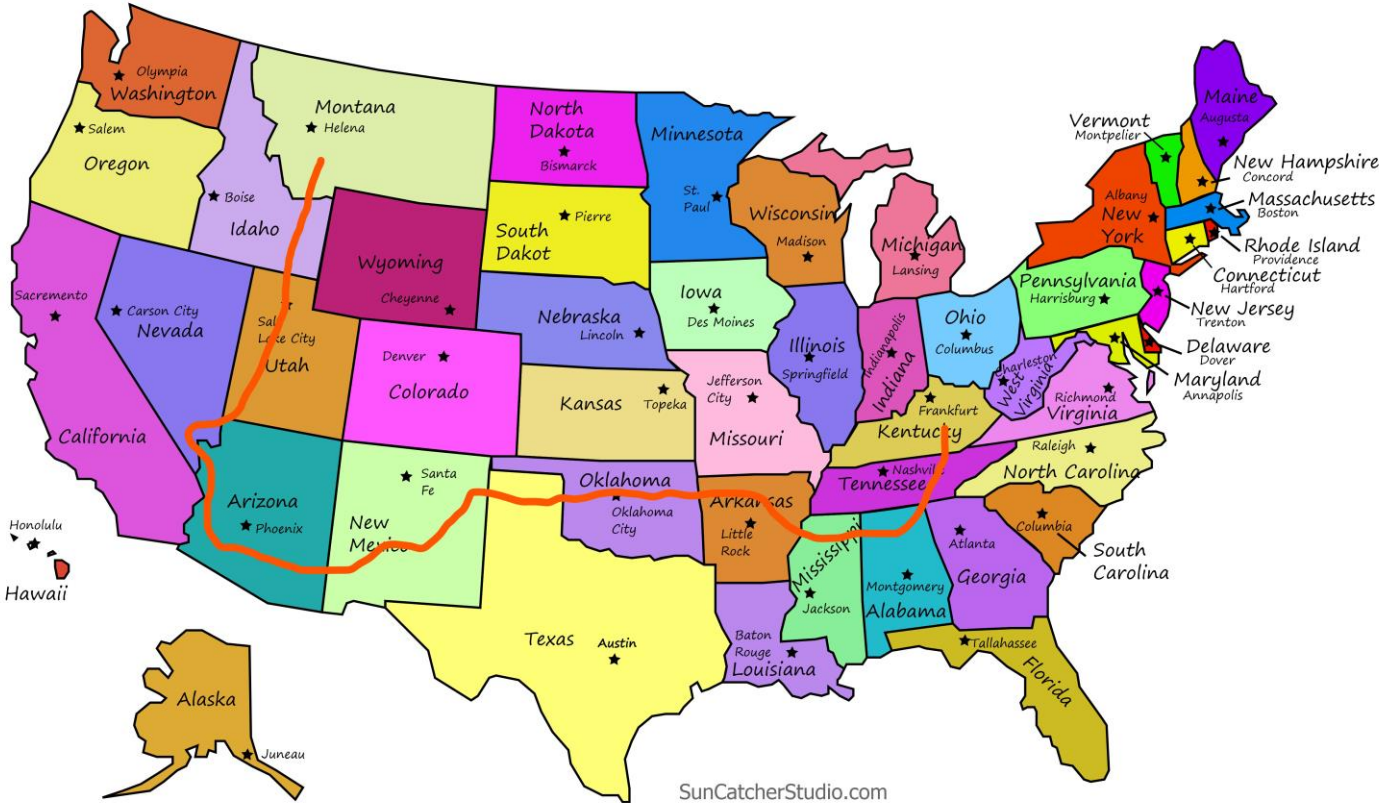 Olympia
Washington
Salem
Oregon
Boise
Idaho
Montana
Helena
North
Dakota
Bismarck
South
Dakot
Pierre
Minnesota
St.
Paul
Wisconsin
Madison
Michigan
Lansing
Wyoming
Cheyenne
Sacremento
California
Carson City
Nevada
Sal
Lake City
Utah
Denver
Colorado
Nebraska
Lincoln
Iowa
Des Moines
Kansas
Topeka
Jefferson
City
Missouri
Illinois
Springfield
Indianapolis
Indiana
Ohio
Columbus
Frankfurt
Kentucky
Nashville
Tennessee
Charleston
West
Virginia
Richmond
Virginia
Raleigh
North Carolina
Columbia
South
Carolina
Atlanta
Georgia
Montgomery
Alabama
Mississippi
Jackson
Arkansas
Little
Rock
Oklahoma
Oklahoma
City
Santa
Fe
New
Mexico
Arizona
Phoenix
Texas
Austin
Baton
Rouge
Louisiana
Tallahassee
Florida
Honolulu
Hawaii
Alaska
Juneau
Maine
Augusta
Vermont
Montpelier
New Hampshire
Concord
Massachusetts
Boston
Albany
New
York
Rhode Island
Providence
Connecticut
Hartford
Pennsylvania
Harrisburg
New Jersey
Trenton
Delaware
Dover
Maryland
Annapolis
SunCatcherStudio.com